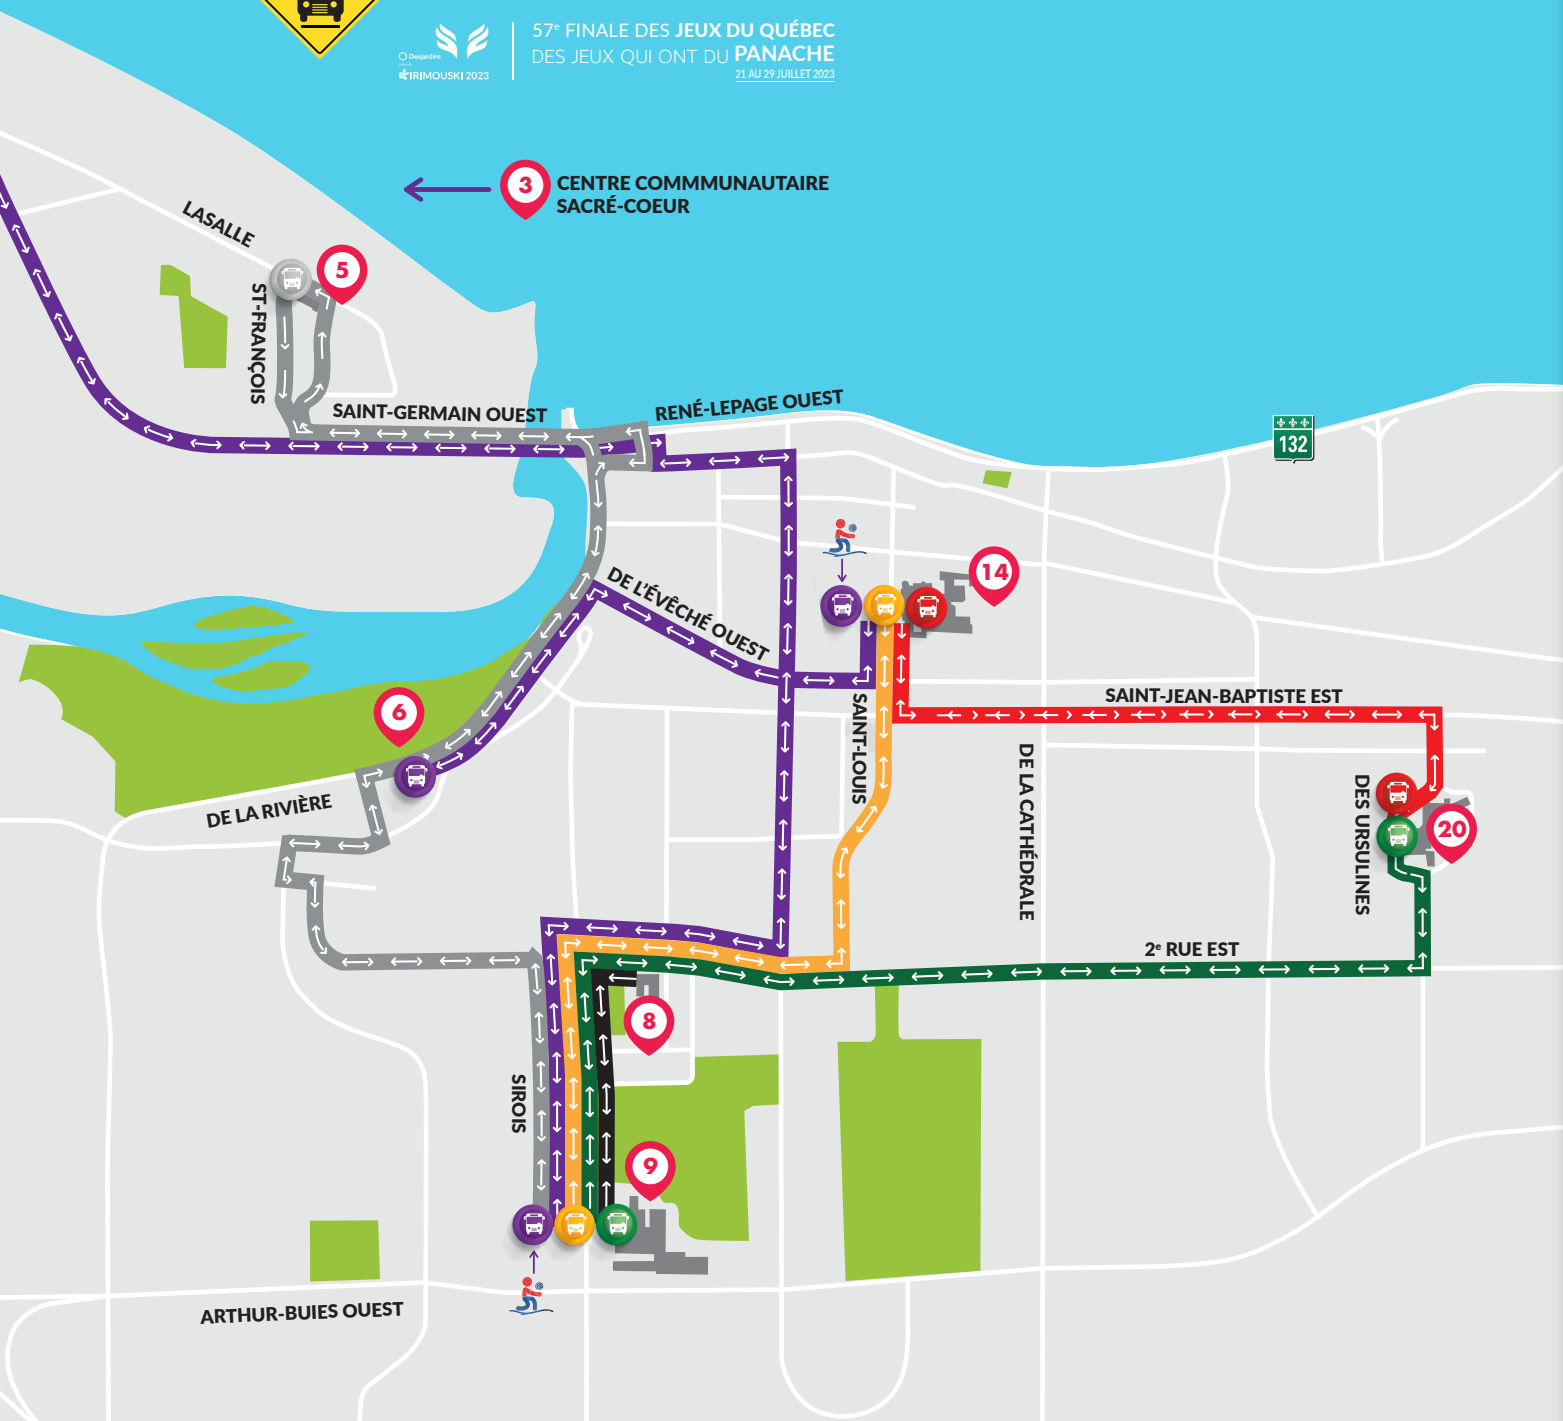 57e FINALE DES JEUX DU QUÉBEC
DES JEUX QUI ONT DU PANACHE
21 AU 29 JUILLET 2023
Desjardins
RIMOUSKI 2023
3
CENTRE COMMMUNAUTAIRE
SACRÉ-COEUR
LASALLE
5
ST-FRANÇOIS
SAINT-GERMAIN OUEST
RENÉ-LEPAGE OUEST
132
14
DE L'ÉVÊCHÉ OUEST
SAINT-JEAN-BAPTISTE EST
6
SAINT-LOUIS
DE LA CATHÉDRALE
DES URSULINES
DE LA RIVIÈRE
20
2e RUE EST
8
SIROIS
9
ARTHUR-BUIES OUEST